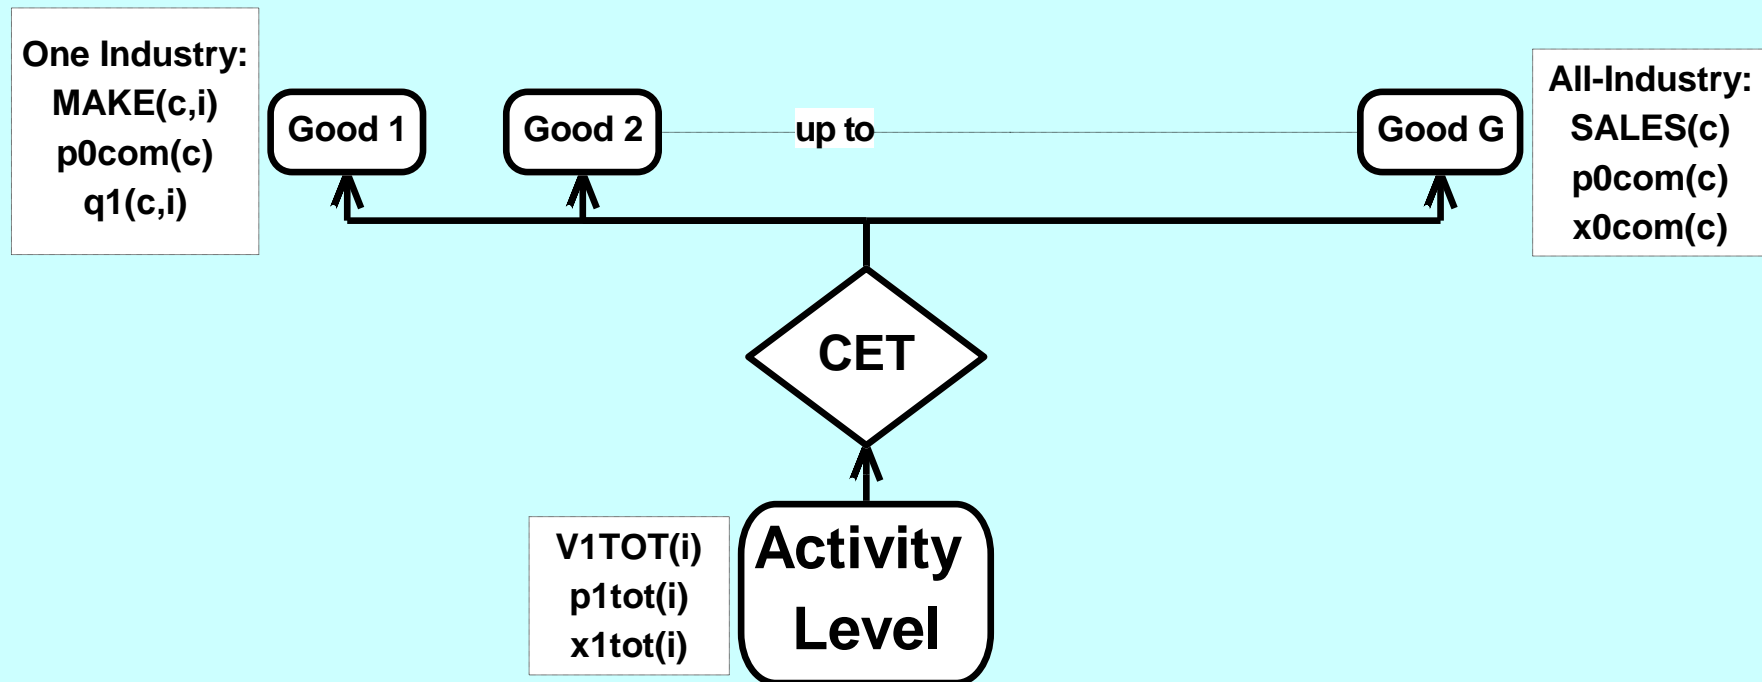 One Industry:
MAKE(c,i)
p0com(c)
q1(c,i)
Good 1
Good 2
up to
Good G
All-Industry:
SALES(c)
p0com(c)
x0com(c)
CET
V1TOT(i)
p1tot(i)
x1tot(i)
Activity
Level